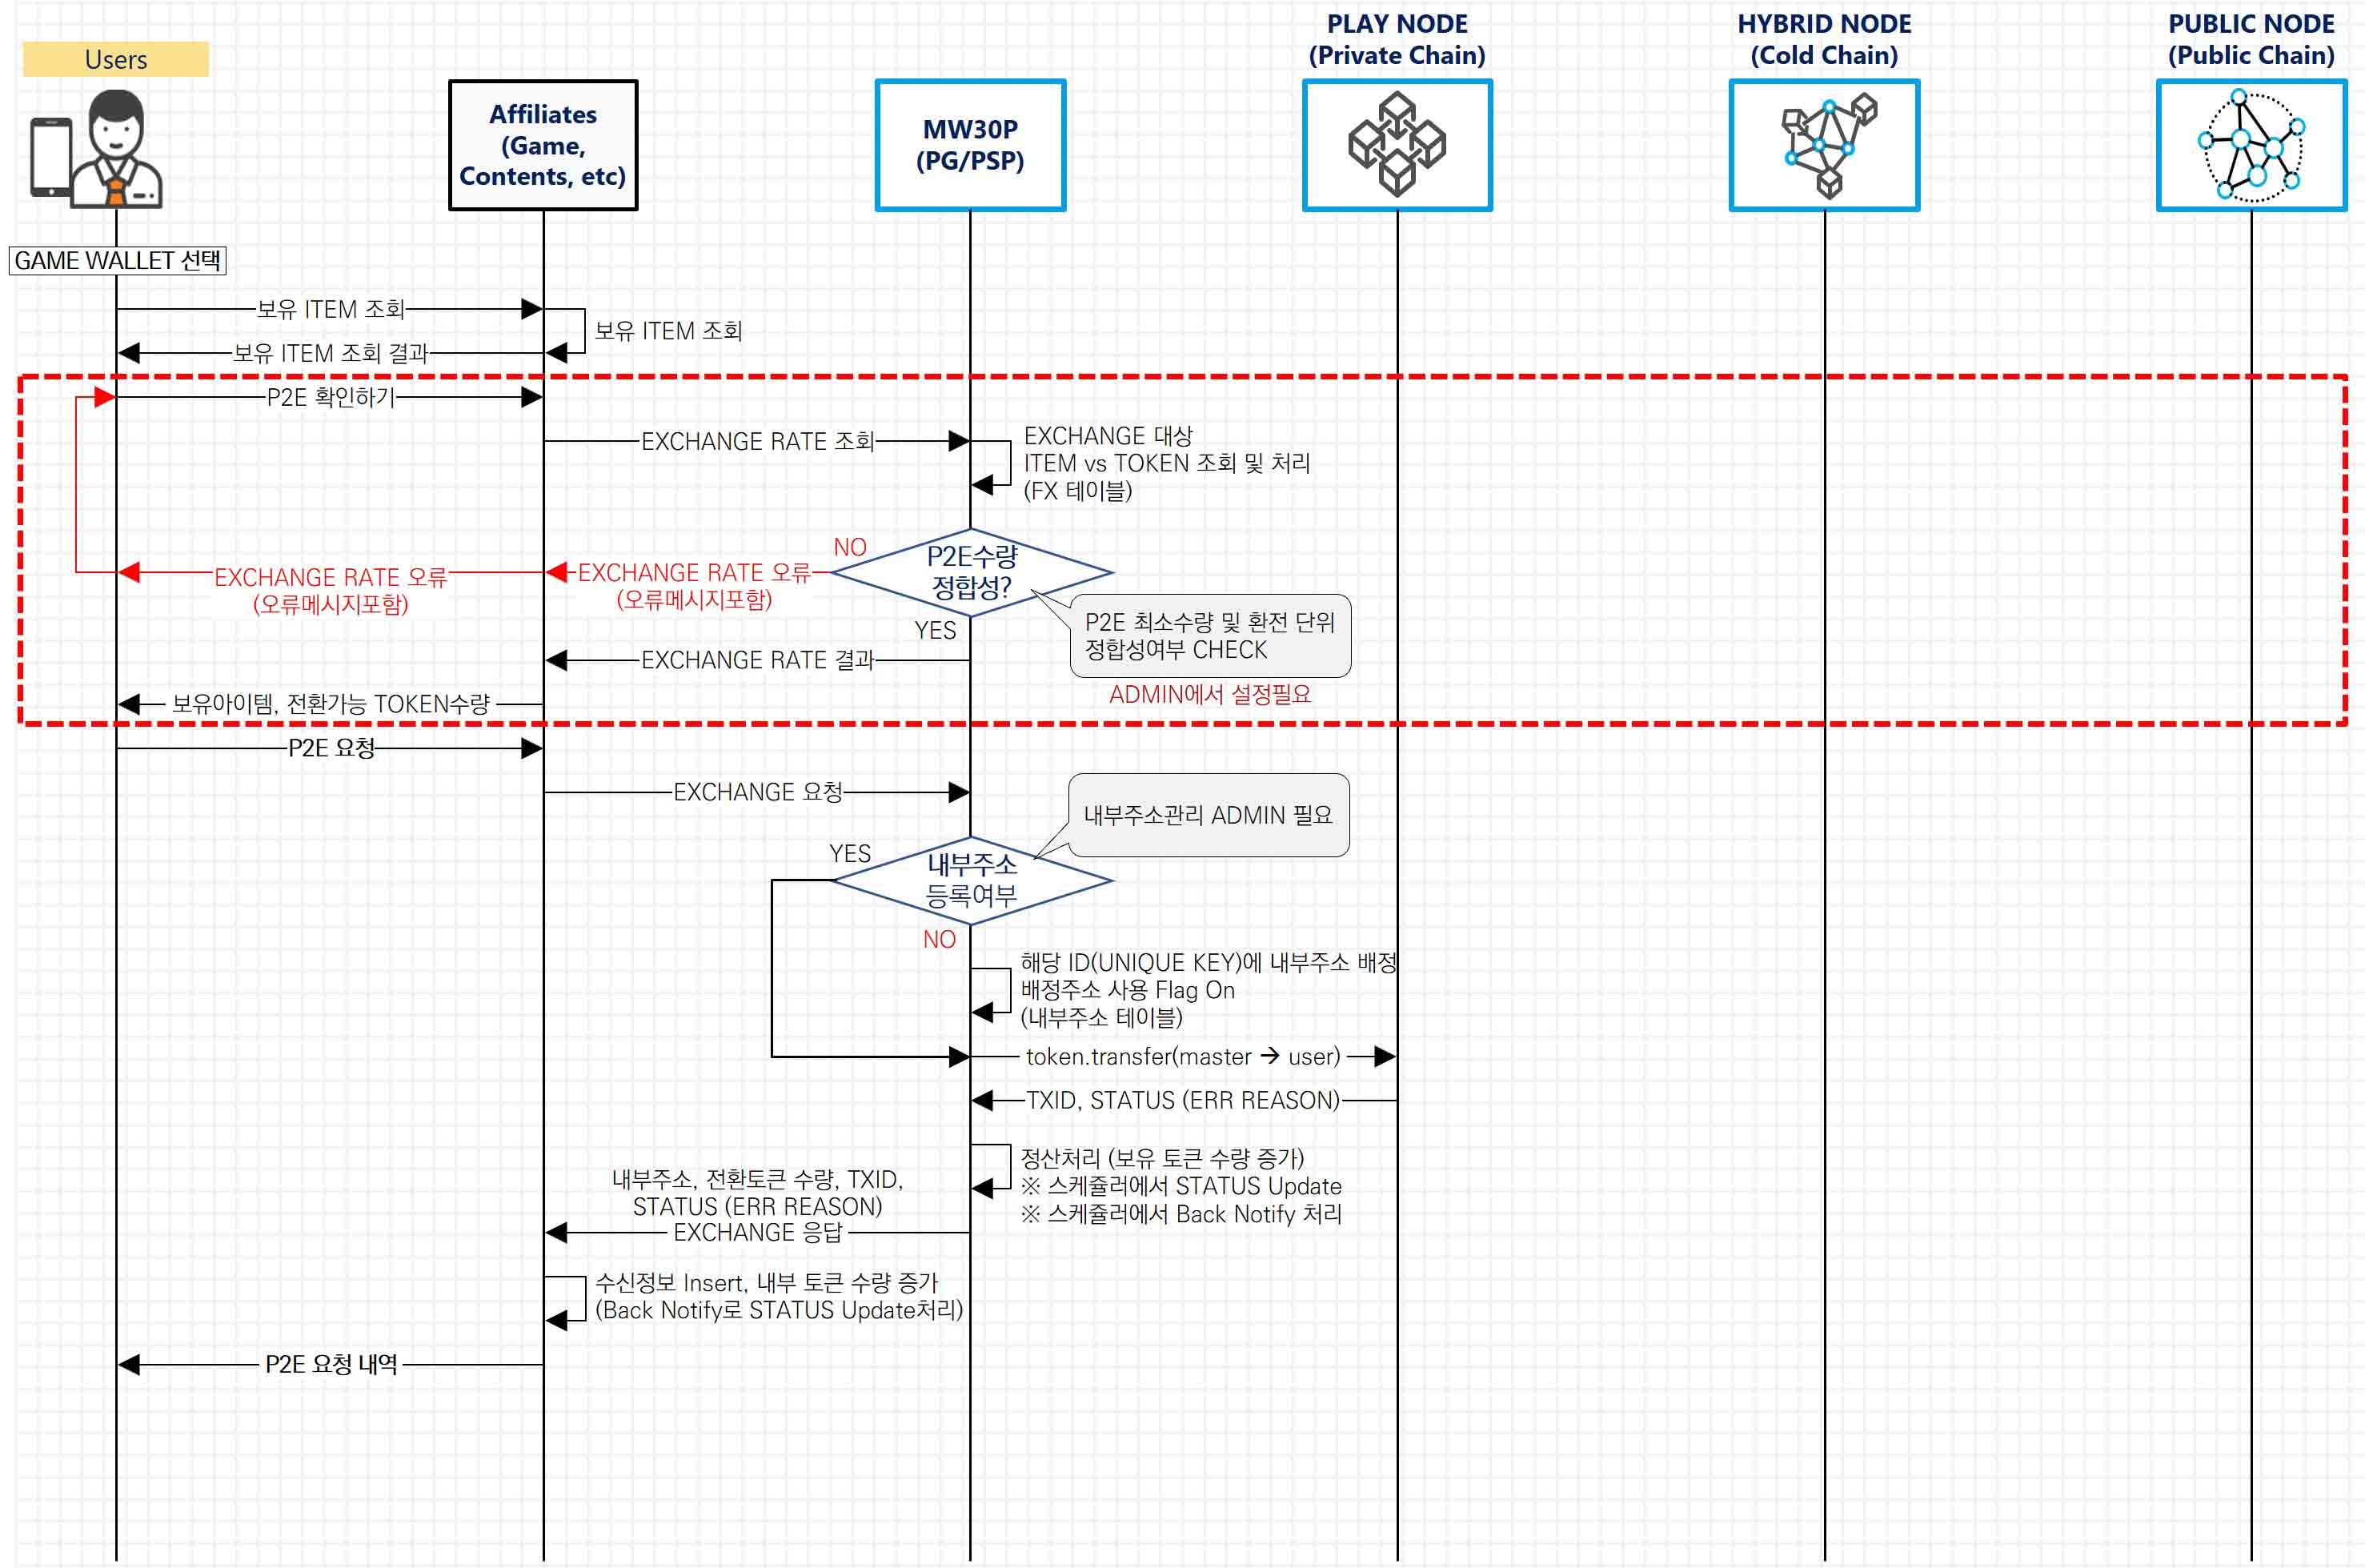 Users
Affiliates
(Game,
Contents, etc)
MW30P
(PG/PSP)
PLAY NODE
(Private Chain)
HYBRID NODE
(Cold Chain)
PUBLIC NODE
(Public Chain)
GAME WALLET 선택
보유 ITEM 조회
보유 ITEM 조회
보유 ITEM 조회 결과
P2E 확인하기
EXCHANGE RATE 조회
EXCHANGE 대상
ITEM vs TOKEN 조회 및 처리
(FX 테이블)
P2E수량
정합성?
NO
EXCHANGE RATE 오류
(오류메시지포함)
EXCHANGE RATE 오류
(오류메시지포함)
P2E 최소수량 및 환전 단위
정합성여부 CHECK
ADMIN에서 설정필요
YES
EXCHANGE RATE 결과
보유아이템, 전환가능 TOKEN수량
P2E 요청
EXCHANGE 요청
내부주소관리 ADMIN 필요
YES
내부주소
등록여부
NO
해당 ID(UNIQUE KEY)에 내부주소 배정
배정주소 사용 Flag On
(내부주소 테이블)
token.transfer(master → user)
TXID, STATUS (ERR REASON)
정산처리 (보유 토큰 수량 증가)
※ 스케쥴러에서 STATUS Update
※ 스케쥴러에서 Back Notify 처리
내부주소, 전환토큰 수량, TXID,
STATUS (ERR REASON)
EXCHANGE 응답
수신정보 Insert, 내부 토큰 수량 증가
(Back Notify로 STATUS Update처리)
P2E 요청 내역